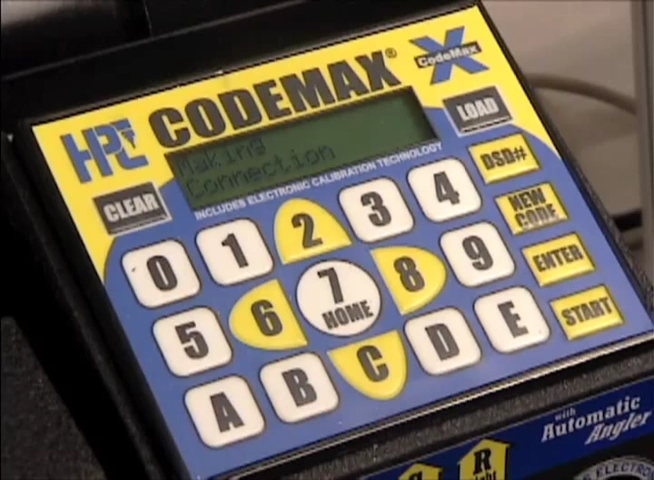 HPC CODEMAX®
CodeMax
Making
Connection
INCLUDES ELECTRONIC CALIBRATION TECHNOLOGY
CLEAR
LOAD
0 1 2 3 4
DSD#
5 6 7 HOME 8 9
NEW CODE
A B C D E
ENTER
START
with
Automatic
Angler
R
ELECTRO